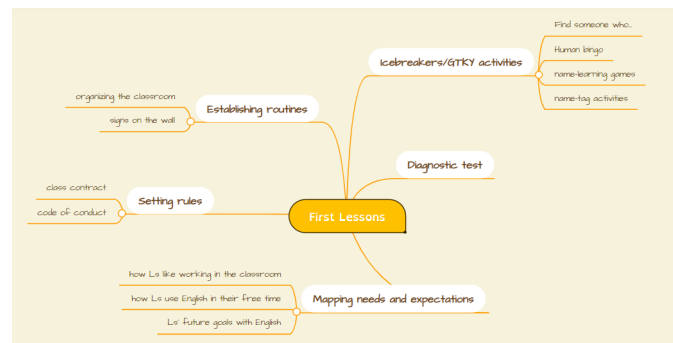 Find someone who...
Icebreakers/GTKY activities
Human bingo
name-learning games
name-tag activities
organizing the classroom
Establishing routines
signs on the wall
Diagnostic test
class contract
Setting rules
code of conduct
First Lessons
how Ls like working in the classroom
how Ls use English in their free time
Mapping needs and expectations
Ls' future goals with English